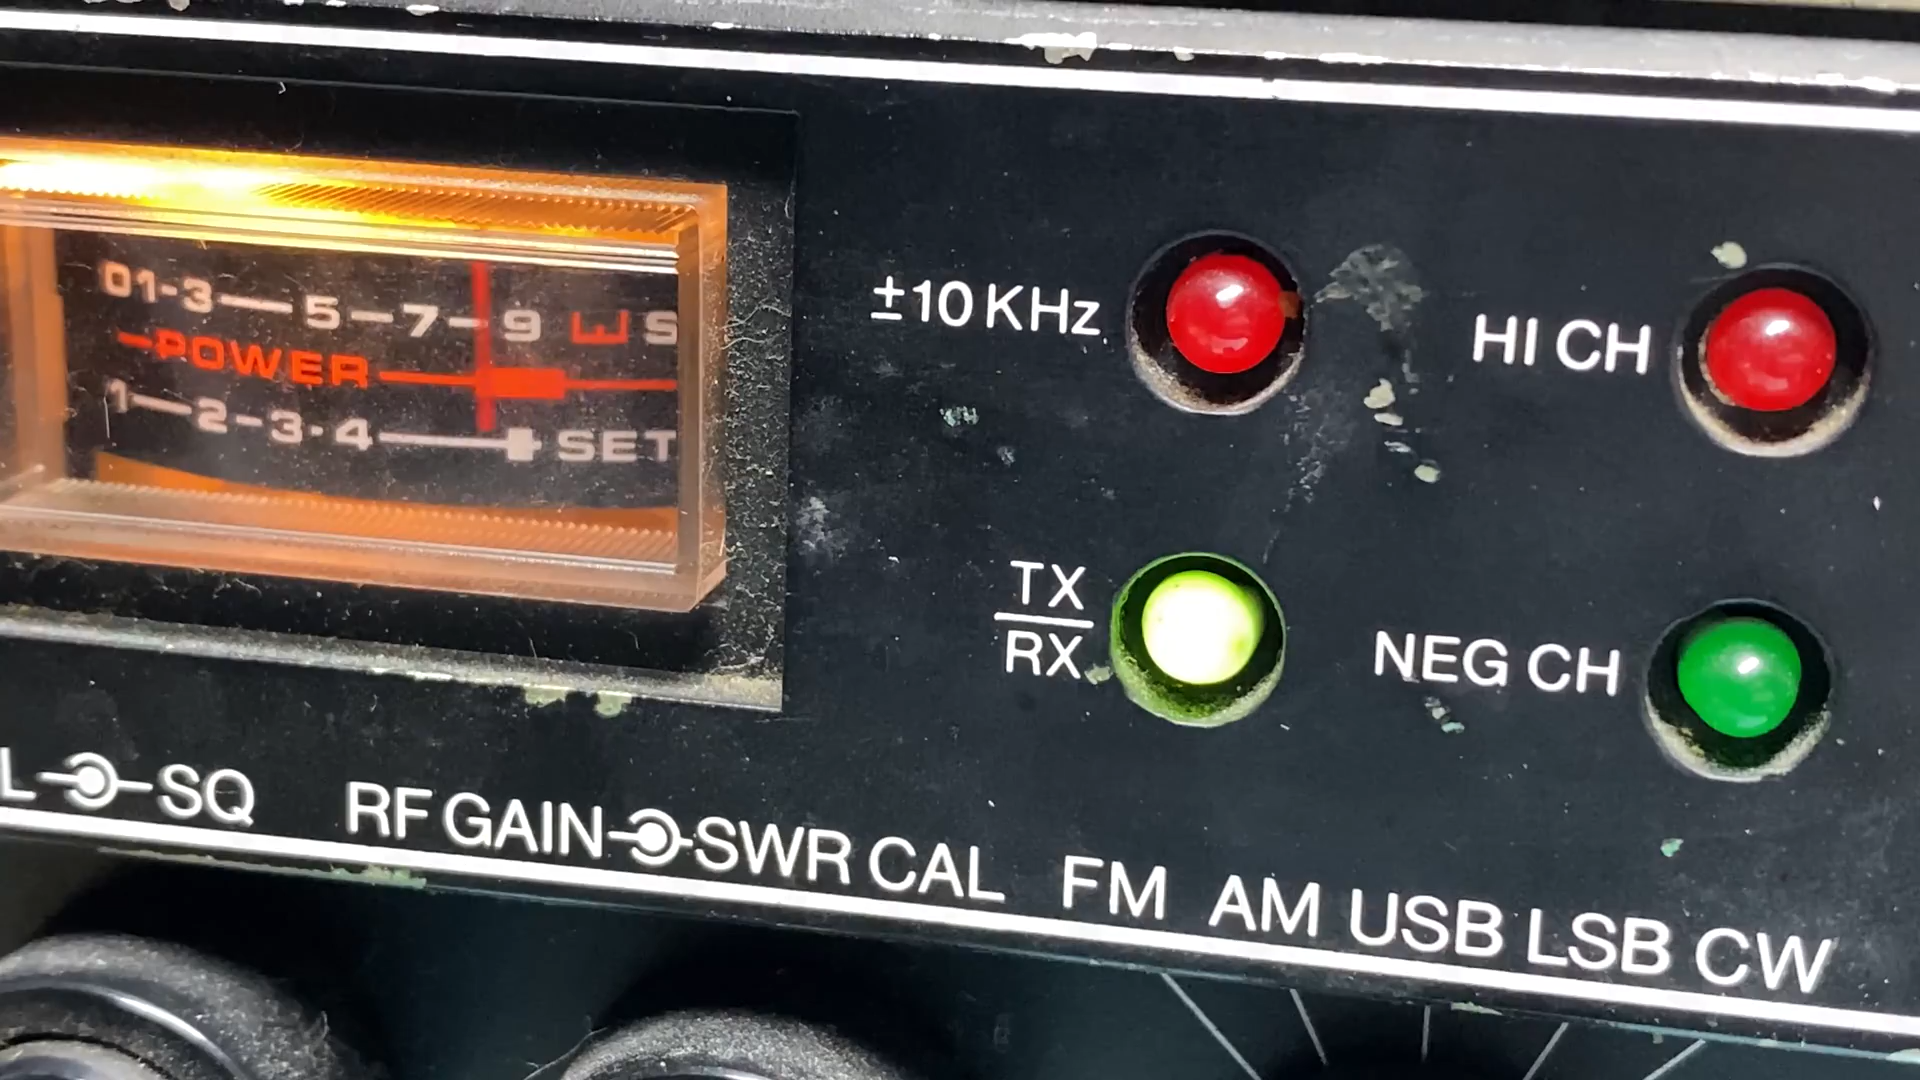 01-3—5—7—9 S
POWER
1—2-3·4 SET
±10 KHz
HI CH
TX
RX
NEG CH
L SQ
RF GAIN SWR CAL
FM AM USB LSB CW